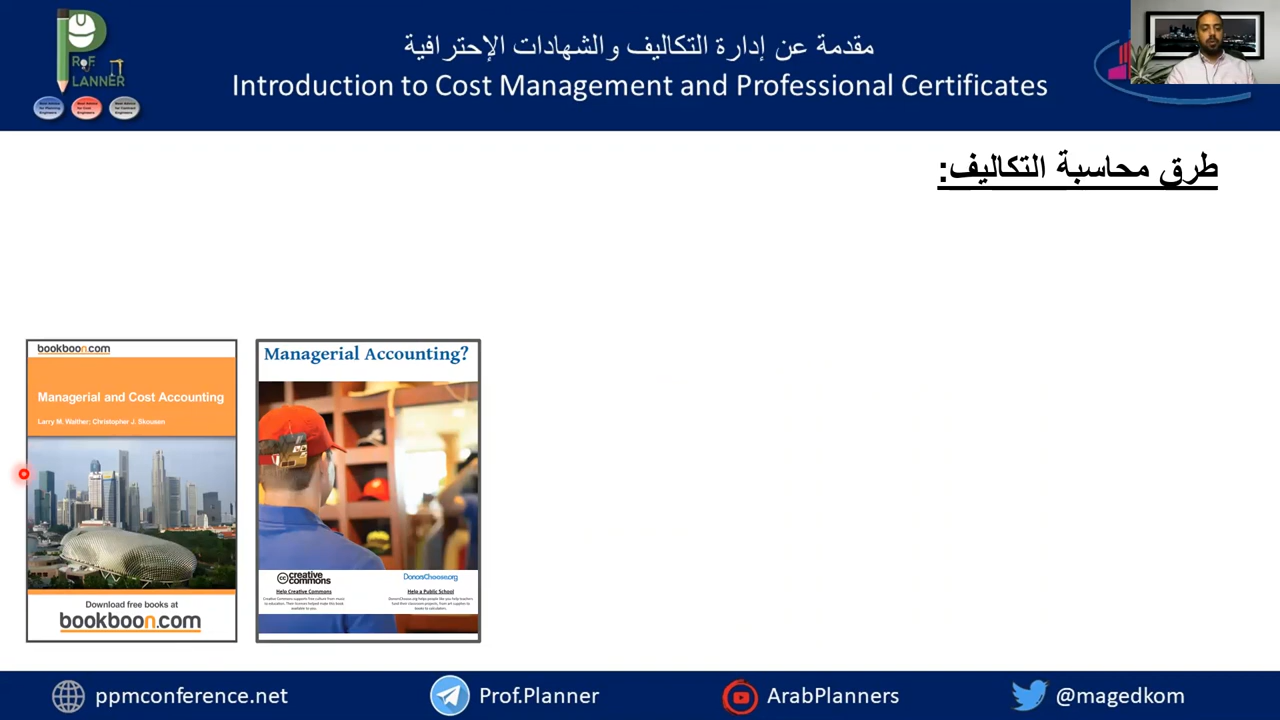 PROF
PLANNER
مقدمة عن إدارة التكاليف والشهادات الإحترافية
Introduction to Cost Management and Professional Certificates
طرق محاسبة التكاليف:
bookboon.com
Managerial and Cost Accounting
Larry M. Walther; Christopher J. Skousen
Download free books at
bookboon.com
Managerial Accounting?
creative commons
Help Creative Commons
DonorsChoose.org
Help a Public School
ppmconference.net
Prof.Planner
ArabPlanners
@magedkom